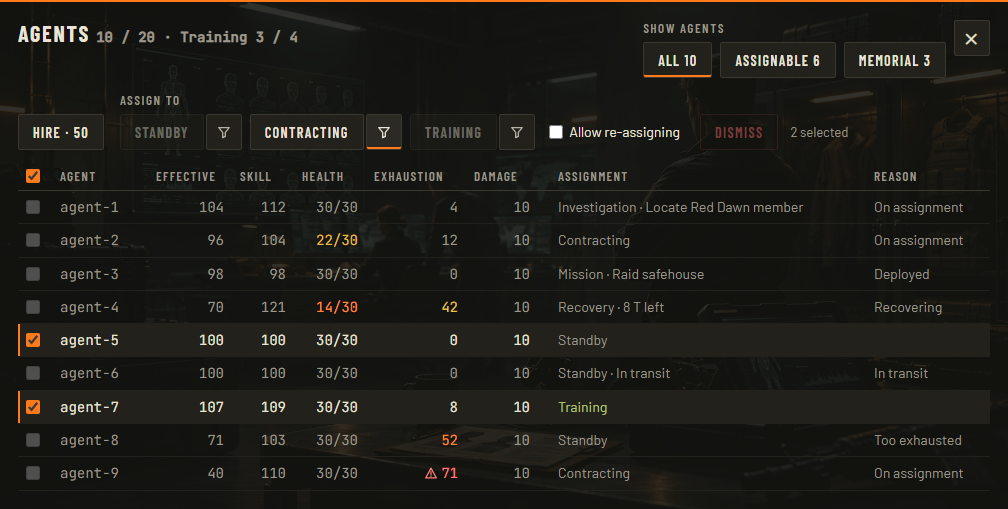 AGENTS 10 / 20 · Training 3 / 4
SHOW AGENTS
ALL 10 ASSIGNABLE 6 MEMORIAL 3
ASSIGN TO
HIRE · 50 STANDBY CONTRACTING TRAINING Allow re-assigning DISMISS 2 selected
AGENT EFFECTIVE SKILL HEALTH EXHAUSTION DAMAGE ASSIGNMENT REASON
agent-1 104 112 30/30 4 10 Investigation · Locate Red Dawn member On assignment
agent-2 96 104 22/30 12 10 Contracting On assignment
agent-3 98 98 30/30 0 10 Mission · Raid safehouse Deployed
agent-4 70 121 14/30 42 10 Recovery · 8 T left Recovering
agent-5 100 100 30/30 0 10 Standby
agent-6 100 100 30/30 0 10 Standby · In transit In transit
agent-7 107 109 30/30 8 10 Training
agent-8 71 103 30/30 52 10 Standby Too exhausted
agent-9 40 110 30/30 71 10 Contracting On assignment